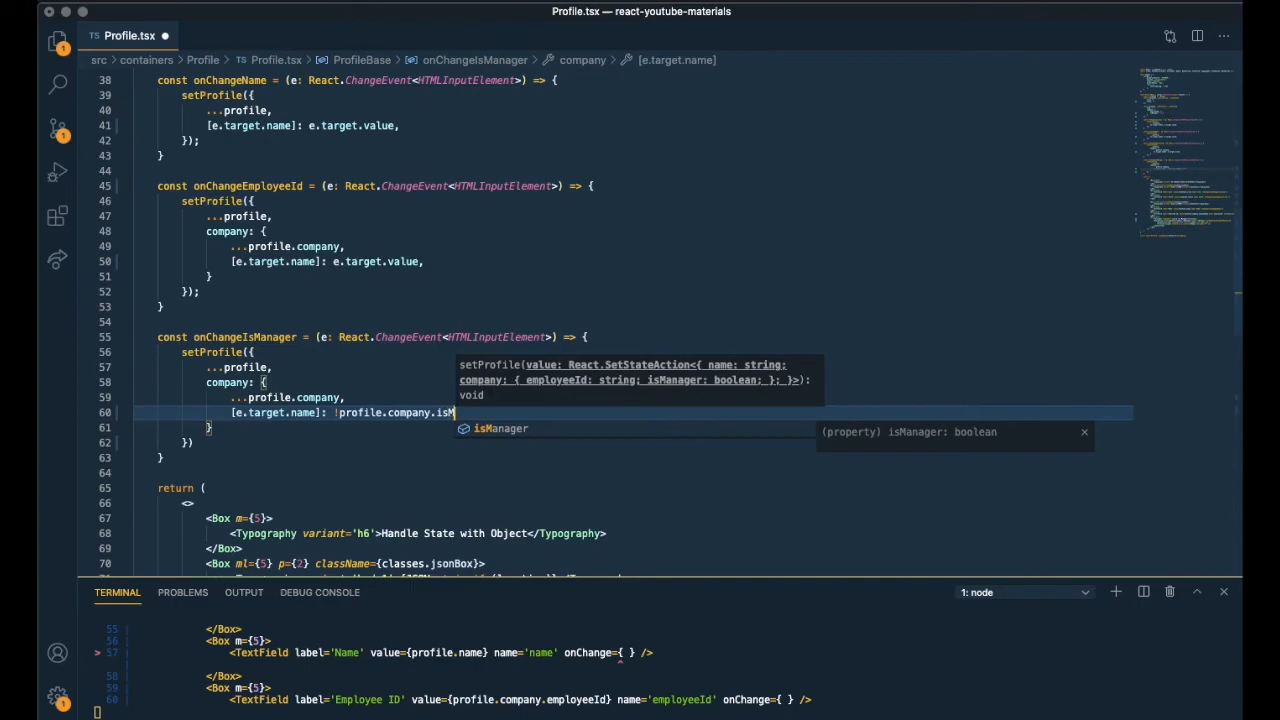 Profile.tsx — react-youtube-materials
TS Profile.tsx
src > containers > Profile > TS Profile.tsx > ProfileBase > onChangeIsManager > company > [e.target.name]
38 const onChangeName = (e: React.ChangeEvent<HTMLInputElement>) => {
39 setProfile({
40 ...profile,
41 [e.target.name]: e.target.value,
42 });
43 }
44
45 const onChangeEmployeeId = (e: React.ChangeEvent<HTMLInputElement>) => {
46 setProfile({
47 ...profile,
48 company: {
49 ...profile.company,
50 [e.target.name]: e.target.value,
51 }
52 });
53 }
54
55 const onChangeIsManager = (e: React.ChangeEvent<HTMLInputElement>) => {
56 setProfile({
setProfile(value: React.SetStateAction<{ name: string;
57 ...profile,
58 company: {
company: { employeeId: string; isManager: boolean; }; }>):
void
59 ...profile.company,
60 [e.target.name]: !profile.company.isM
61 }
isManager
(property) isManager: boolean
62 })
63 }
64
65 return (
66 <>
67 <Box m={5}>
68 <Typography variant='h6'>Handle State with Object</Typography>
69 </Box>
70 <Box ml={5} p={2} className={classes.jsonBox}>
TERMINAL PROBLEMS OUTPUT DEBUG CONSOLE 1: node
55 | </Box>
56 | <Box m={5}>
> 57 | <TextField label='Name' value={profile.name} name='name' onChange={ } />
| ^
58 | </Box>
59 | <Box m={5}>
60 | <TextField label='Employee ID' value={profile.company.employeeId} name='employeeId' onChange={ } />